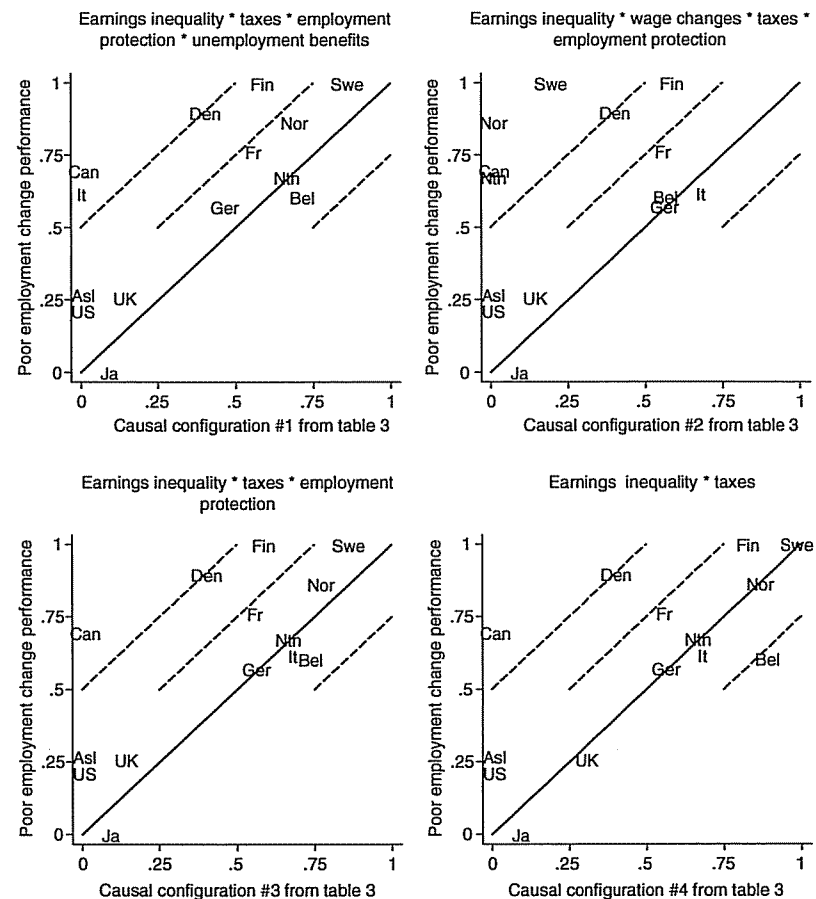 Earnings inequality * taxes * employment
protection * unemployment benefits
Poor employment change performance
1
.75
.5
.25
0
Fin
Swe
Den
Nor
Fr
Can
Nth
It
Bel
Ger
Asl
UK
US
Ja
0 .25 .5 .75 1
Causal configuration #1 from table 3
Earnings inequality * wage changes * taxes *
employment protection
Poor employment change performance
1
.75
.5
.25
0
Swe
Fin
Den
Nor
Fr
Can
Nth
Bel
It
Ger
Asl
UK
US
Ja
0 .25 .5 .75 1
Causal configuration #2 from table 3
Earnings inequality * taxes * employment
protection
Poor employment change performance
1
.75
.5
.25
0
Fin
Swe
Den
Nor
Fr
Can
Nth
It
Bel
Ger
Asl
UK
US
Ja
0 .25 .5 .75 1
Causal configuration #3 from table 3
Earnings inequality * taxes
Poor employment change performance
1
.75
.5
.25
0
Fin
Swe
Den
Nor
Fr
Can
Nth
It
Bel
Ger
Asl
UK
US
Ja
0 .25 .5 .75 1
Causal configuration #4 from table 3